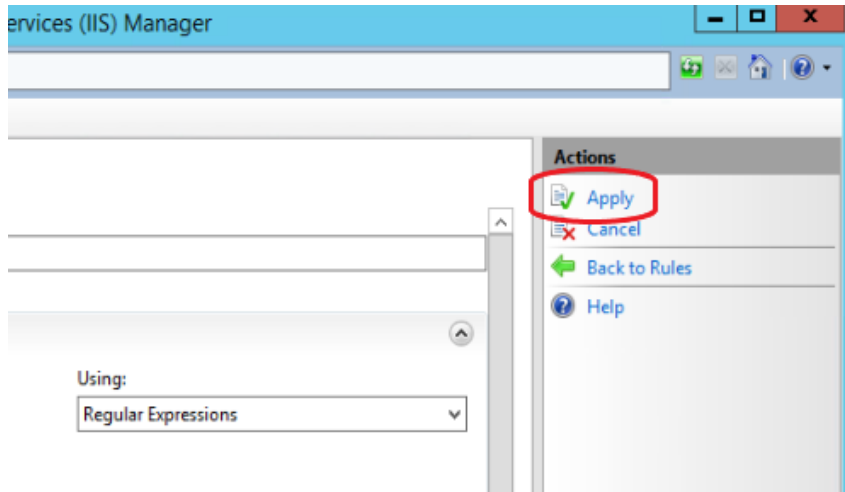 ervices (IIS) Manager
Actions
Apply
Cancel
Back to Rules
Help
Using:
Regular Expressions